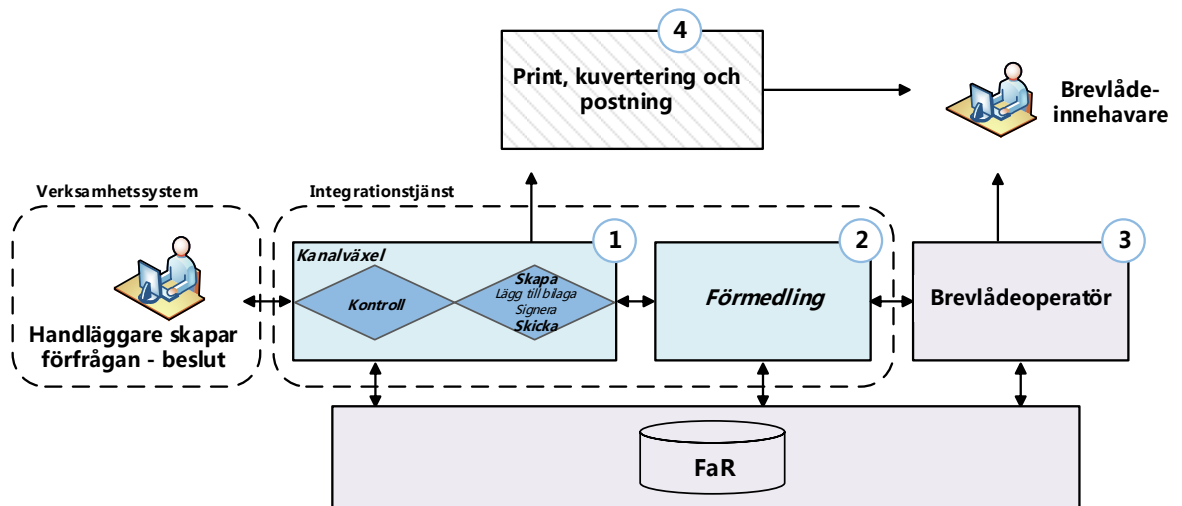 4
Print, kuvertering och
postning
Brevlåde-
innehavare
Verksamhetssystem
Integrationstjänst
1
2
3
Kanalväxel
Kontroll
Skapa
Lägg till bilaga
Signera
Skicka
Förmedling
Brevlådeoperatör
Handläggare skapar
förfrågan - beslut
FaR